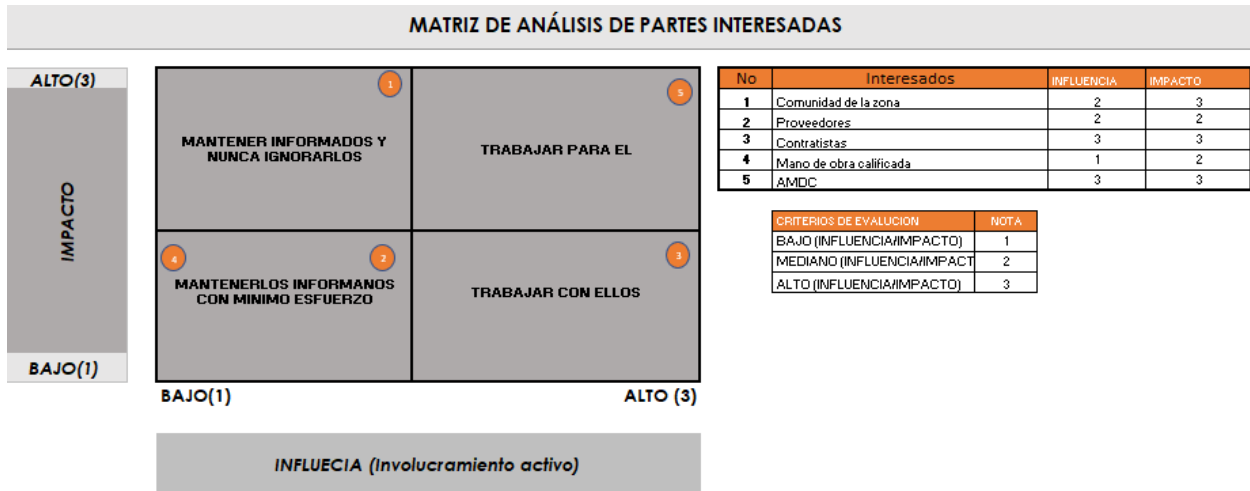 MATRIZ DE ANÁLISIS DE PARTES INTERESADAS
ALTO(3)
IMPACTO
BAJO(1)
1
MANTENER INFORMADOS Y
NUNCA IGNORARLOS
5
TRABAJAR PARA EL
4
2
MANTENERLOS INFORMANOS
CON MINIMO ESFUERZO
3
TRABAJAR CON ELLOS
BAJO(1) ALTO (3)
INFLUECIA (Involucramiento activo)
No Interesados INFLUENCIA IMPACTO
1 Comunidad de la zona 2 3
2 Proveedores 2 2
3 Contratistas 3 3
4 Mano de obra calificada 1 2
5 AMDC 3 3
CRITERIOS DE EVALUCION NOTA
BAJO (INFLUENCIA/IMPACTO) 1
MEDIANO (INFLUENCIA/IMPACT 2
ALTO (INFLUENCIA/IMPACTO) 3